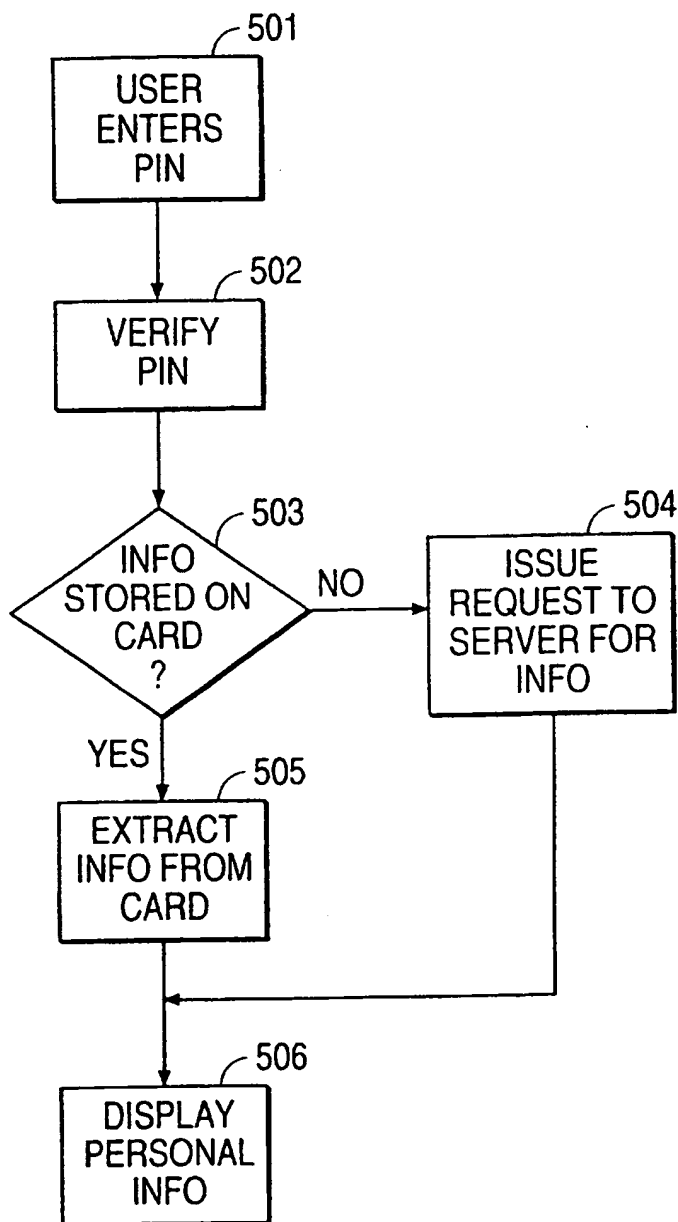 501
USER
ENTERS
PIN
502
VERIFY
PIN
503
INFO
STORED ON
CARD
?
NO
504
ISSUE
REQUEST TO
SERVER FOR
INFO
YES
505
EXTRACT
INFO FROM
CARD
506
DISPLAY
PERSONAL
INFO